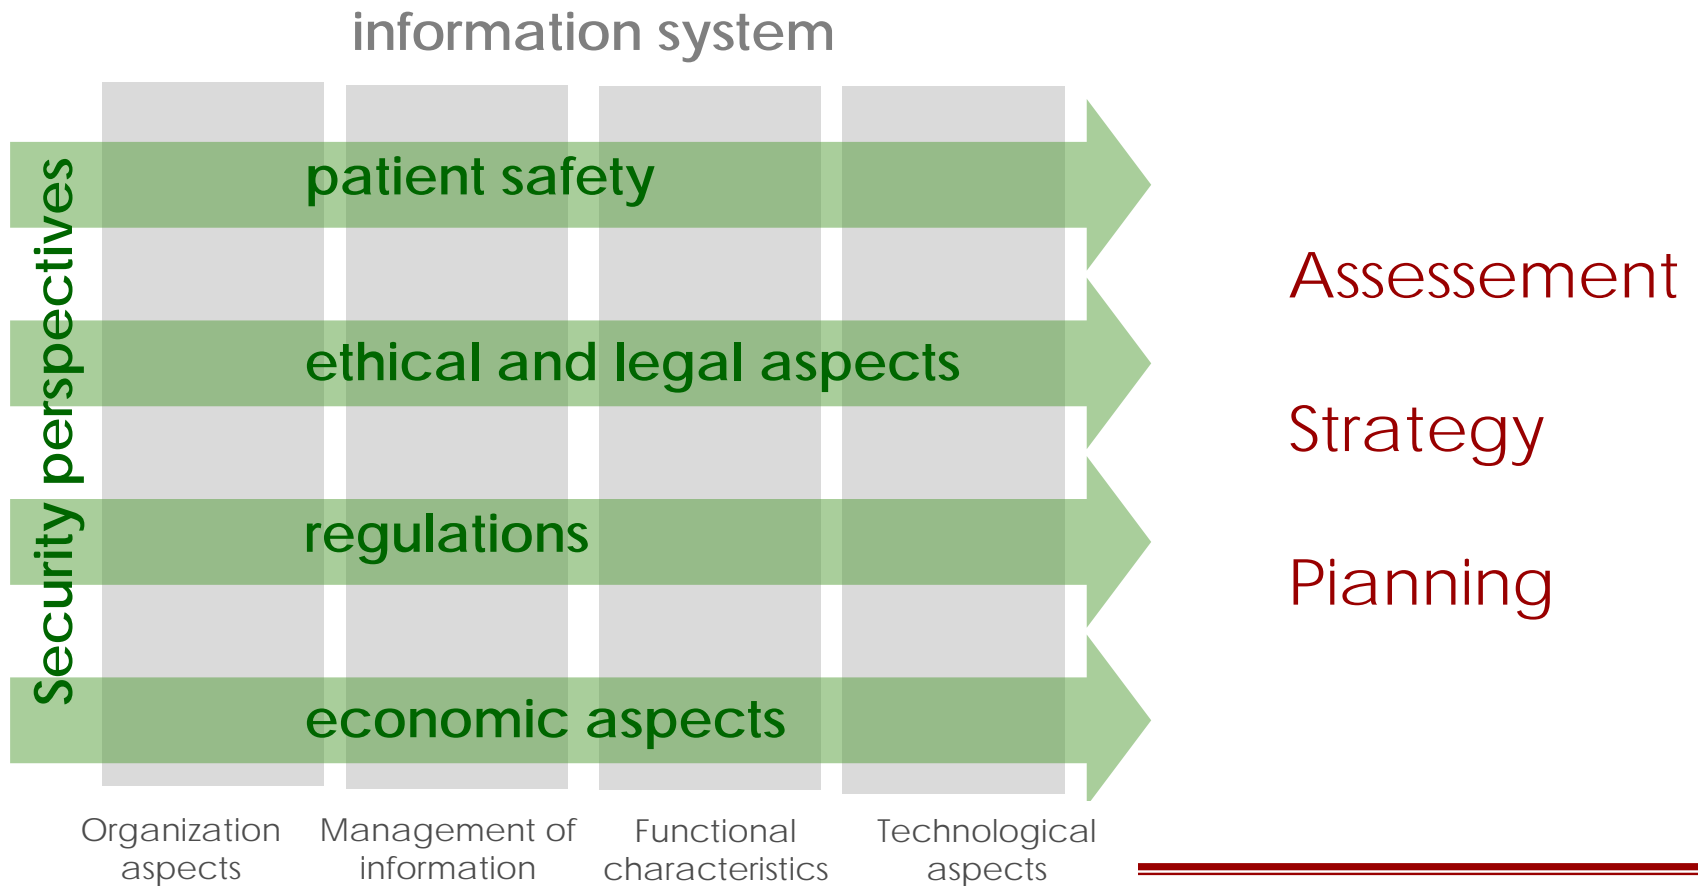 information system
Security perspectives
patient safety
ethical and legal aspects
regulations
economic aspects
Assessement
Strategy
Pianning
Organization
aspects
Management of
information
Functional
characteristics
Technological
aspects